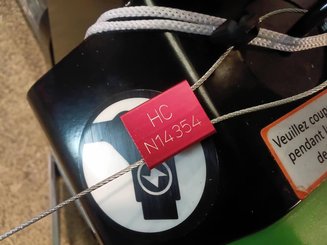 HC
N14354
Veuillez coup
pendant
de